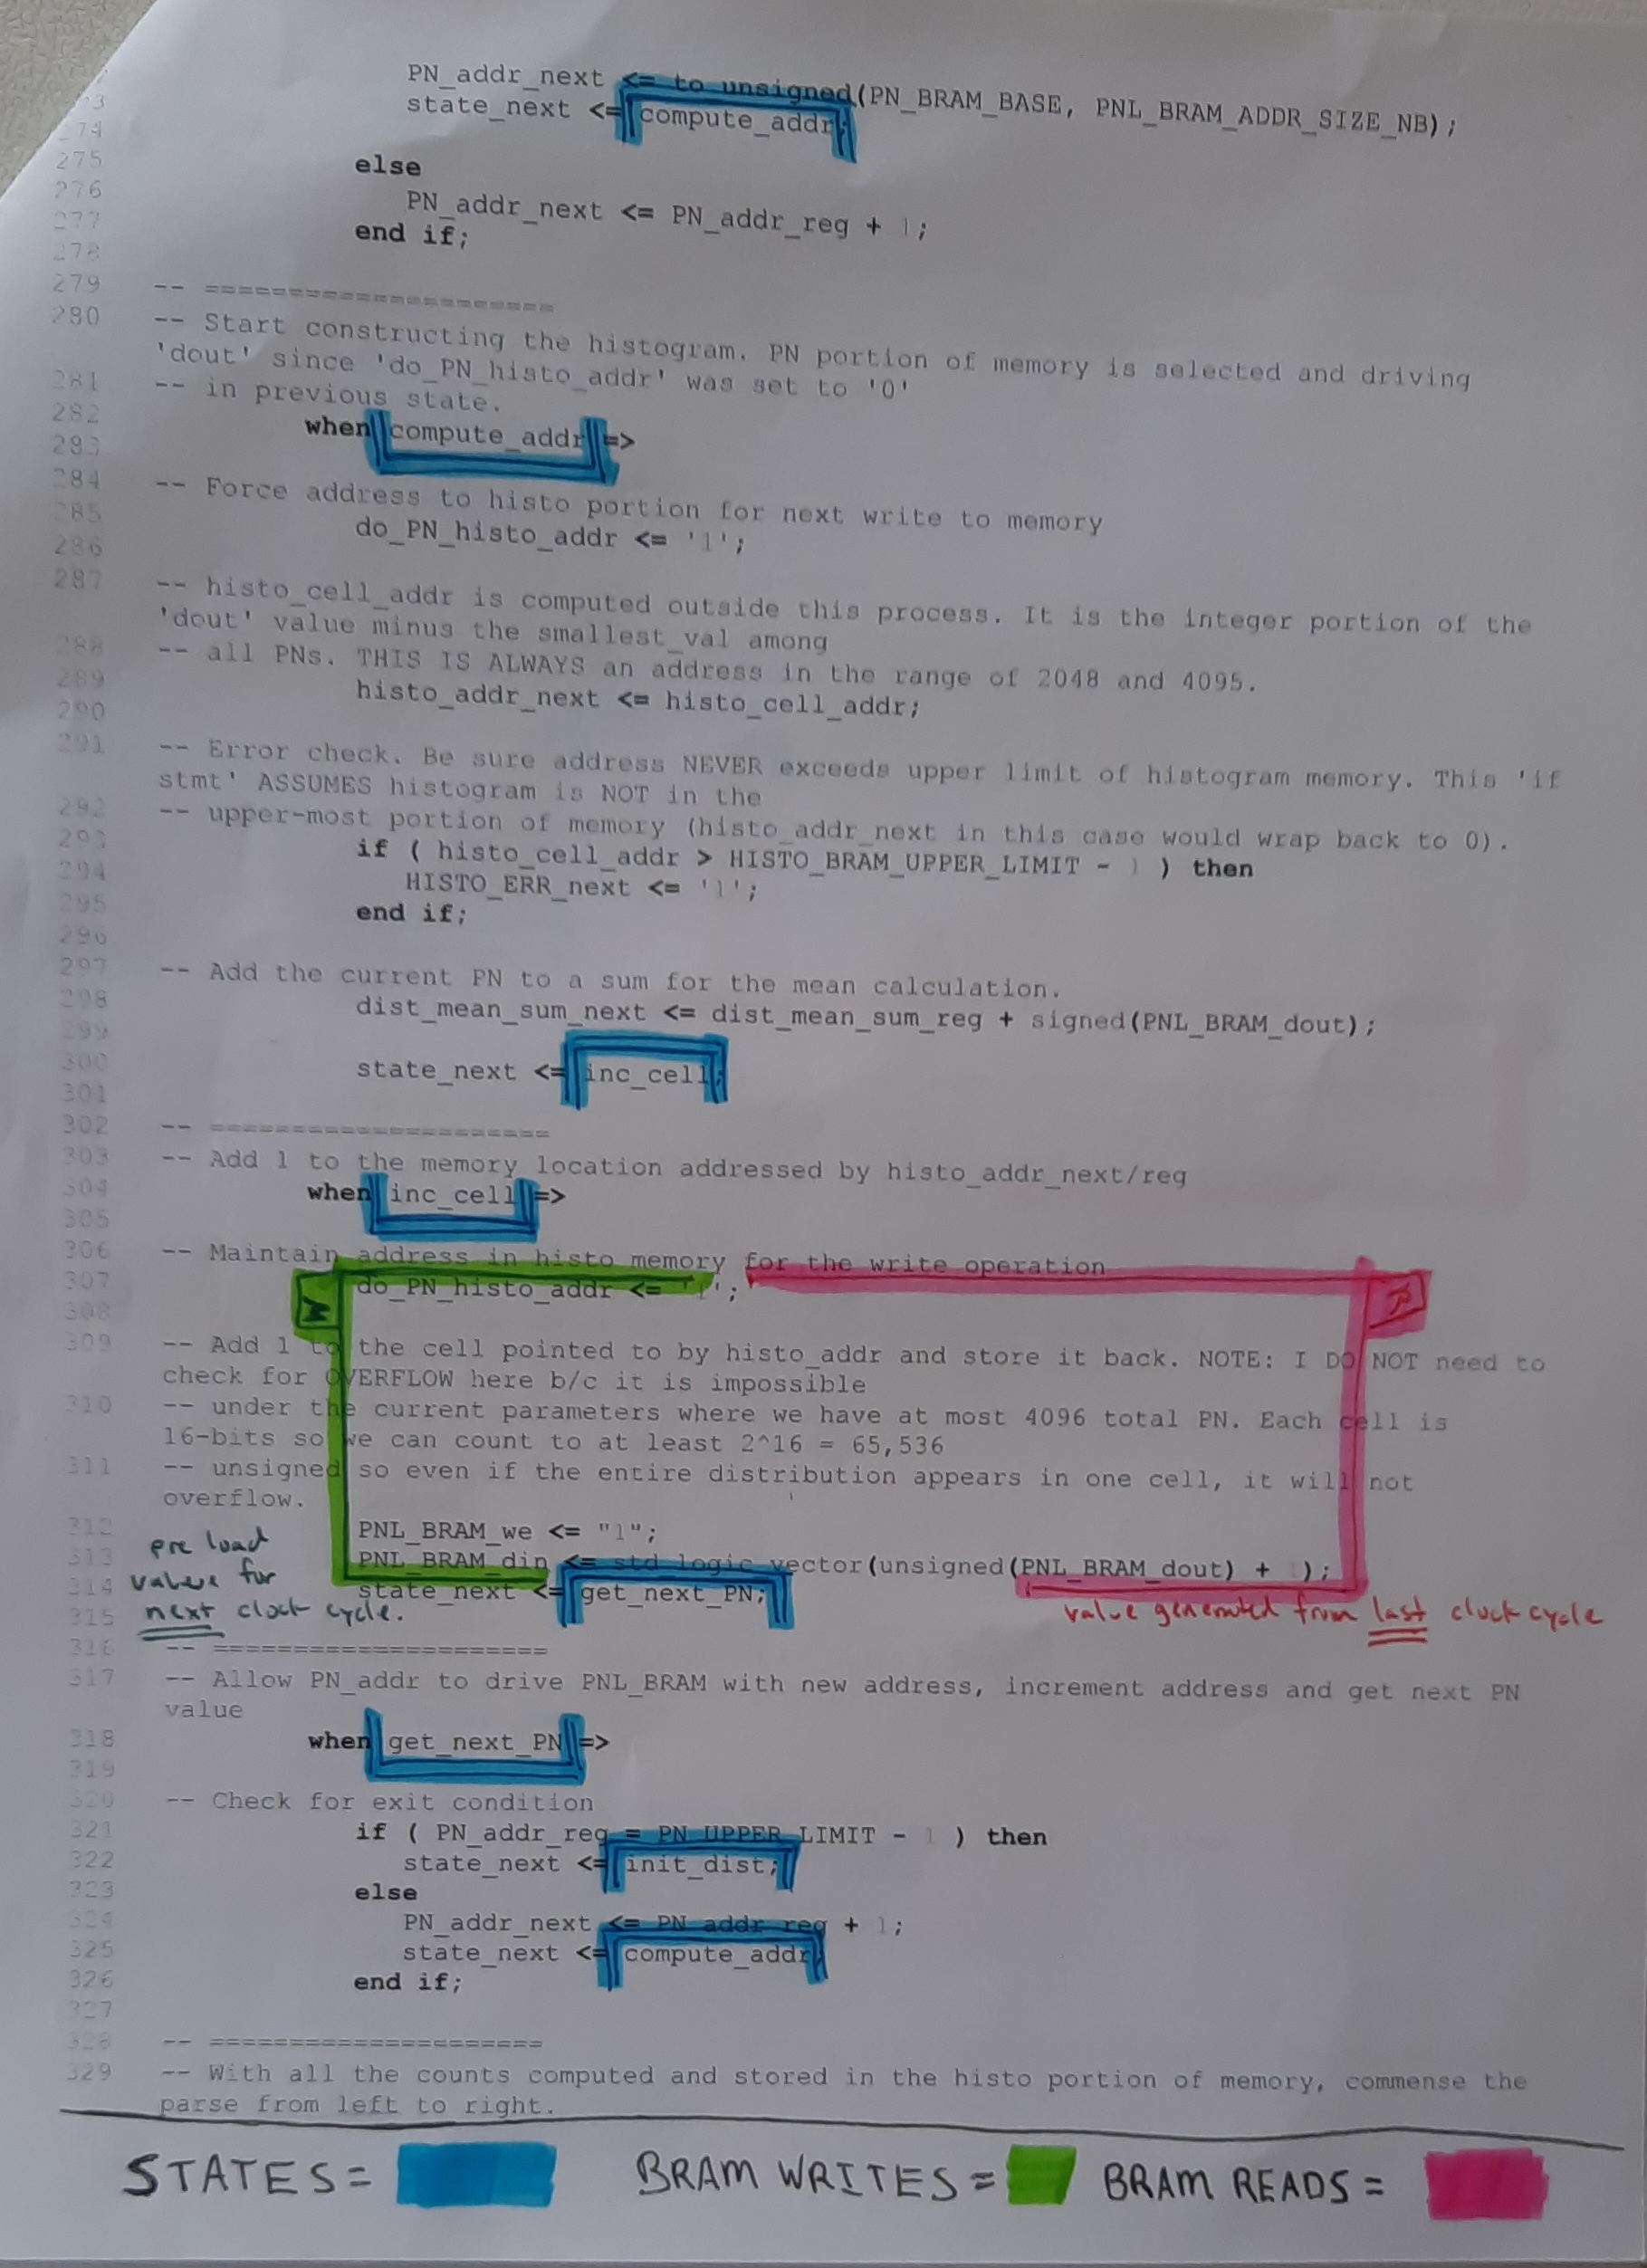 PN_addr_next <= to_unsigned(PN_BRAM_BASE, PNL_BRAM_ADDR_SIZE_NB);
state_next <= compute_addr;
274
275 else
276 PN_addr_next <= PN_addr_reg + 1;
277 end if;
278
279 -- =====================
280 -- Start constructing the histogram. PN portion of memory is selected and driving
'dout' since 'do_PN_histo_addr' was set to '0'
281 -- in previous state.
282 when compute_addr =>
283
284 -- Force address to histo portion for next write to memory
285 do_PN_histo_addr <= '1';
286
287 -- histo_cell_addr is computed outside this process. It is the integer portion of the
'dout' value minus the smallest_val among
288 -- all PNs. THIS IS ALWAYS an address in the range of 2048 and 4095.
289 histo_addr_next <= histo_cell_addr;
290
291 -- Error check. Be sure address NEVER exceeds upper limit of histogram memory. This 'if
stmt' ASSUMES histogram is NOT in the
292 -- upper-most portion of memory (histo_addr_next in this case would wrap back to 0).
293 if ( histo_cell_addr > HISTO_BRAM_UPPER_LIMIT - 1 ) then
294 HISTO_ERR_next <= '1';
295 end if;
296
297 -- Add the current PN to a sum for the mean calculation.
298 dist_mean_sum_next <= dist_mean_sum_reg + signed(PNL_BRAM_dout);
299
300 state_next <= inc_cell;
301
302 -- =====================
303 -- Add 1 to the memory location addressed by histo_addr_next/reg
304 when inc_cell =>
305
306 -- Maintain address in histo memory for the write operation
307 do_PN_histo_addr <= '1';
308
309 -- Add 1 to the cell pointed to by histo_addr and store it back. NOTE: I DO NOT need to
check for OVERFLOW here b/c it is impossible
310 -- under the current parameters where we have at most 4096 total PN. Each cell is
16-bits so we can count to at least 2^16 = 65,536
311 -- unsigned so even if the entire distribution appears in one cell, it will not
overflow.
312 PNL_BRAM_we <= "1";
313 PNL_BRAM_din <= std_logic_vector(unsigned(PNL_BRAM_dout) + 1);
314 state_next <= get_next_PN;
315
pre load
value for
next clock cycle.
value generated from last clock cycle
316 -- =====================
317 -- Allow PN_addr to drive PNL_BRAM with new address, increment address and get next PN
value
318 when get_next_PN =>
319
320 -- Check for exit condition
321 if ( PN_addr_reg = PN_UPPER_LIMIT - 1 ) then
322 state_next <= init_dist;
323 else
324 PN_addr_next <= PN_addr_reg + 1;
325 state_next <= compute_addr;
326 end if;
327
328 -- =====================
329 -- With all the counts computed and stored in the histo portion of memory, commense the
parse from left to right.
STATES = BRAM WRITES = BRAM READS =